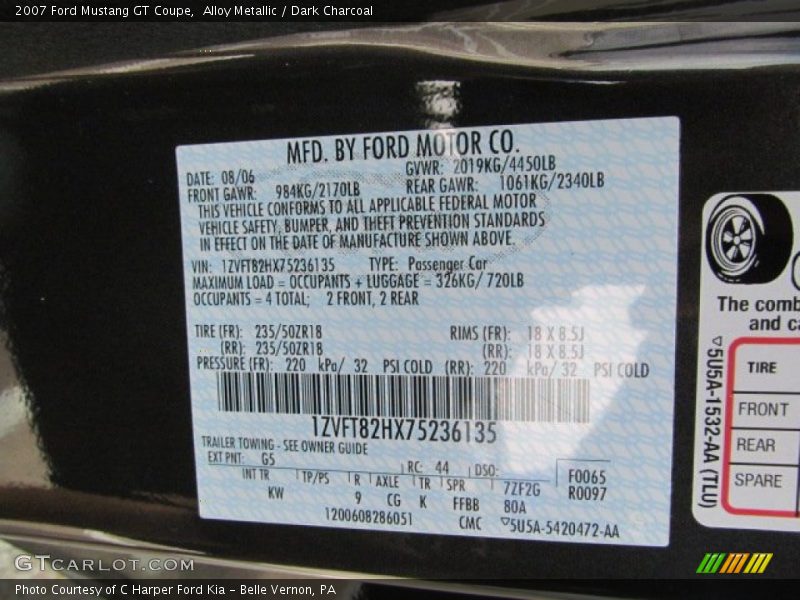 2007 Ford Mustang GT Coupe, Alloy Metallic / Dark Charcoal
MFD. BY FORD MOTOR CO.
DATE: 08/06 GVWR: 2019KG/4450LB
FRONT GAWR: 984KG/2170LB REAR GAWR: 1061KG/2340LB
THIS VEHICLE CONFORMS TO ALL APPLICABLE FEDERAL MOTOR
VEHICLE SAFETY, BUMPER, AND THEFT PREVENTION STANDARDS
IN EFFECT ON THE DATE OF MANUFACTURE SHOWN ABOVE.
VIN: 1ZVFT82HX75236135 TYPE: Passenger Car
MAXIMUM LOAD = OCCUPANTS + LUGGAGE = 326KG/ 720LB
OCCUPANTS = 4 TOTAL; 2 FRONT, 2 REAR
TIRE (FR): 235/50ZR18 RIMS (FR): 18 X 8.5J
(RR): 235/50ZR18 (RR): 18 X 8.5J
PRESSURE (FR): 220 kPa/ 32 PSI COLD (RR): 220 kPa/ 32 PSI COLD
1ZVFT82HX75236135
TRAILER TOWING - SEE OWNER GUIDE
EXT PNT: G5 RC: 44 DSO: F0065
INT TR TP/PS R AXLE TR SPR 7ZF2G R0097
KW 9 CG K FFBB 80A
1200608286051 CMC ▽5U5A-5420472-AA
The comb
and ca
▽5U5A-1532-AA (TLU)
TIRE
FRONT
REAR
SPARE
GTCARLOT.COM
Photo Courtesy of C Harper Ford Kia - Belle Vernon, PA